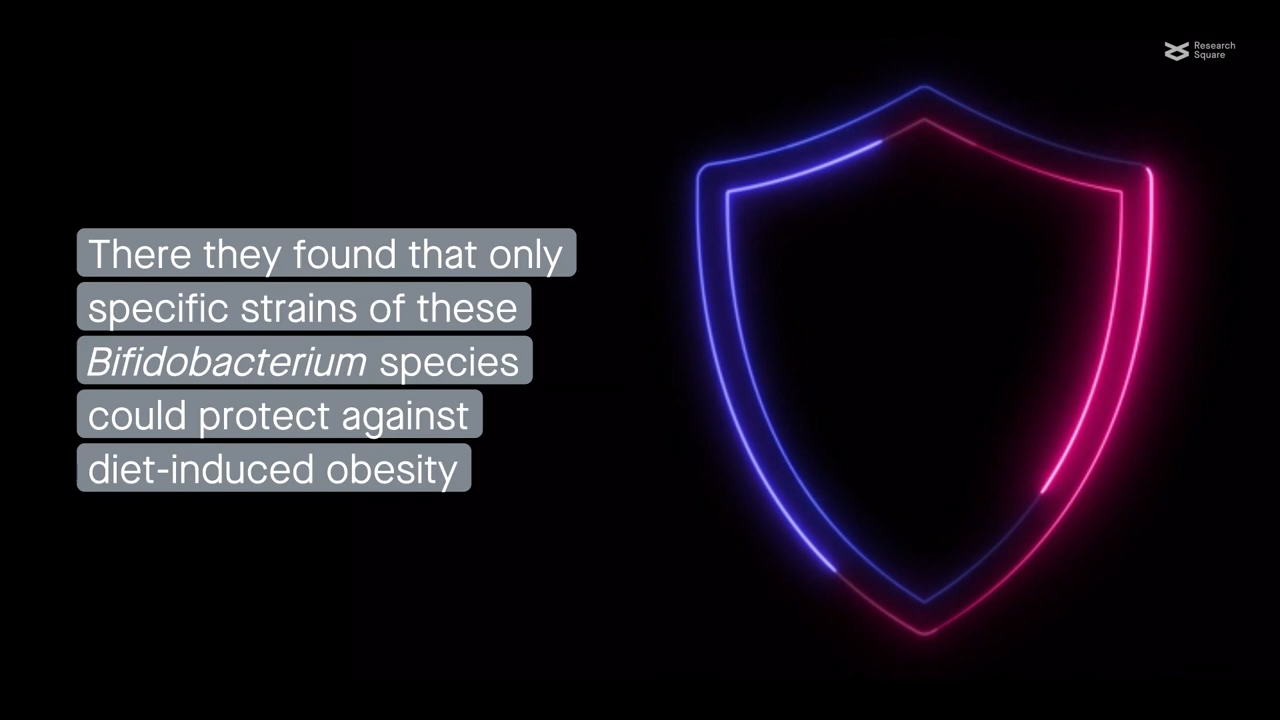 There they found that only
specific strains of these
Bifidobacterium species
could protect against
diet-induced obesity
Research
Square